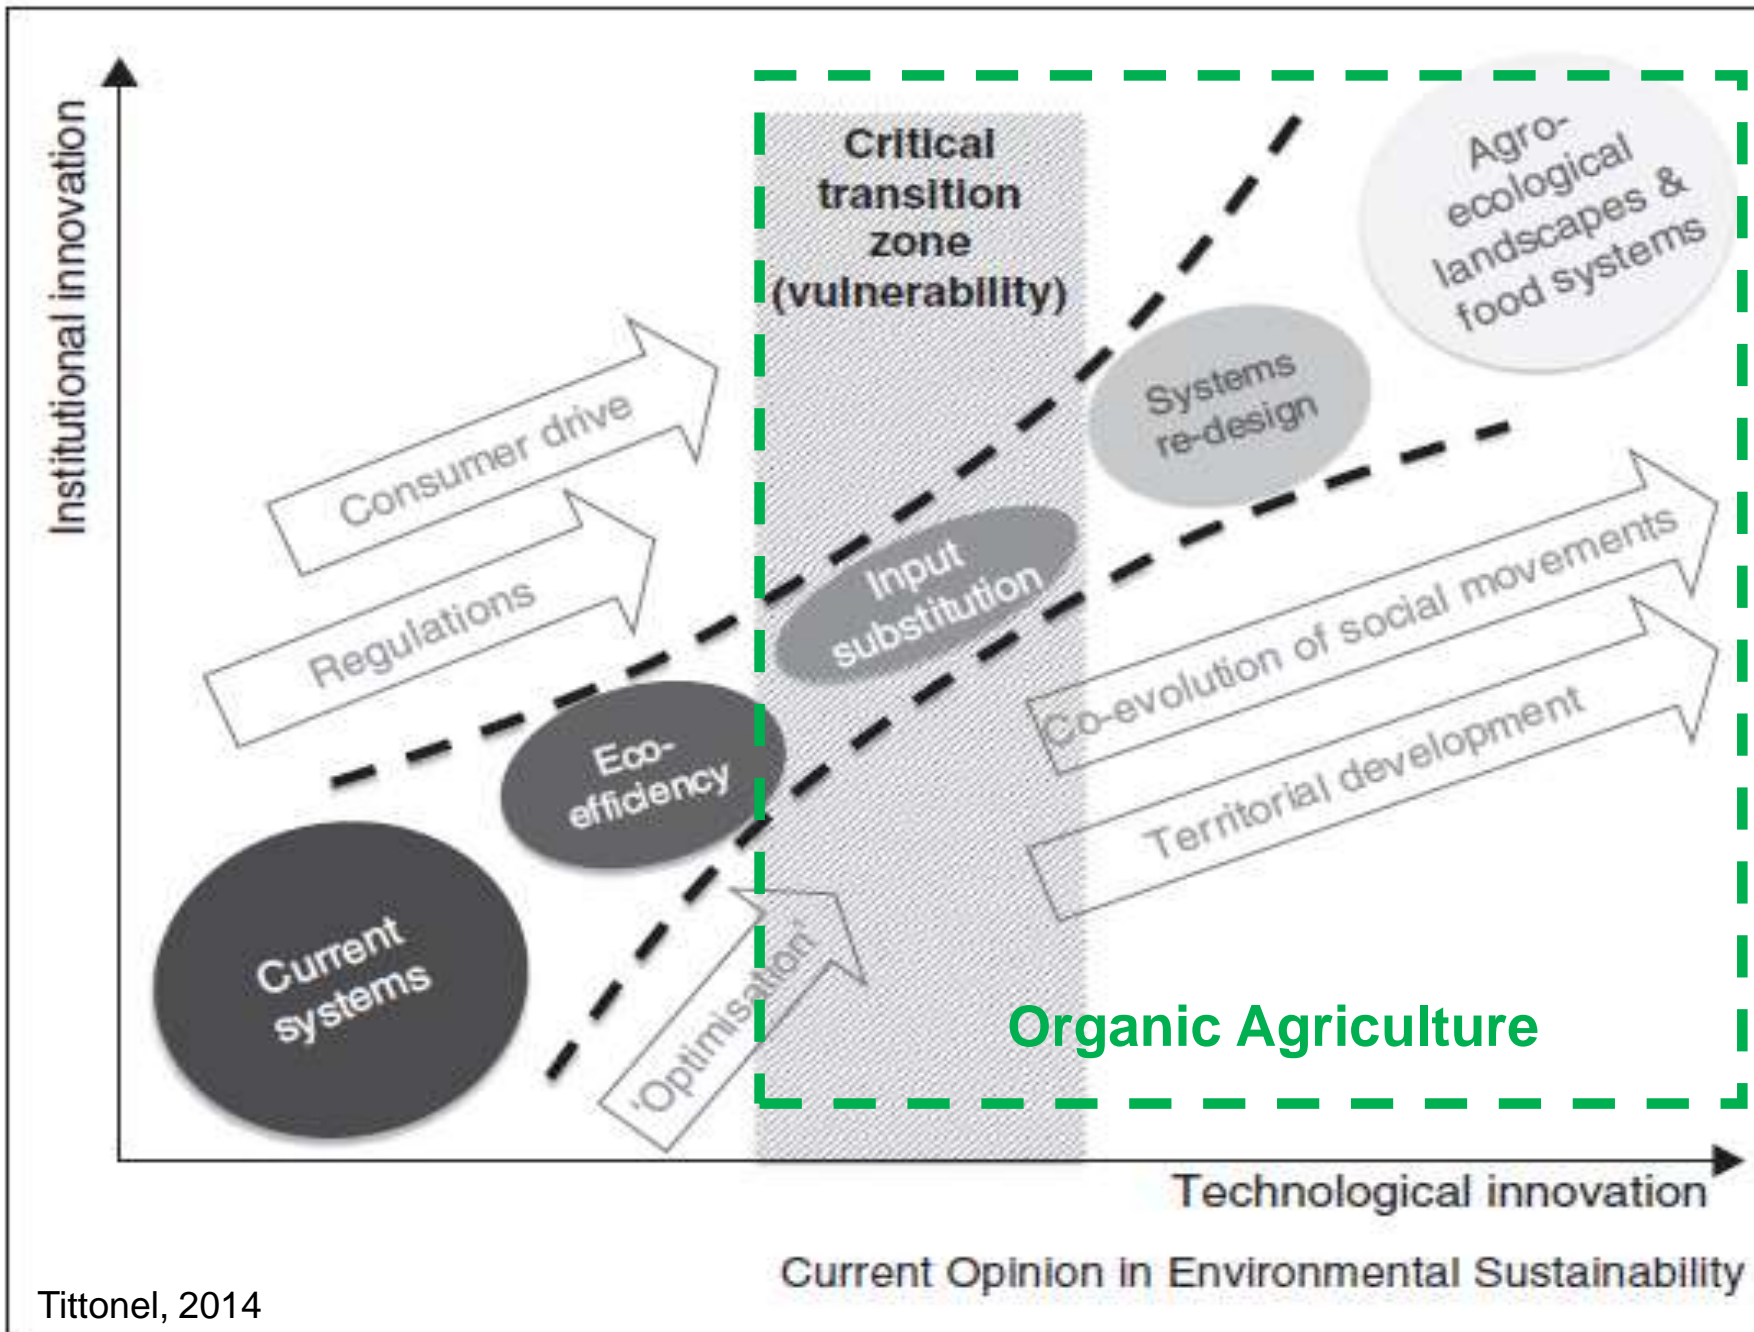 Institutional innovation
Critical
transition
zone
(vulnerability)
Agro-
ecological
landscapes &
food systems
Systems
re-design
Consumer drive
Regulations
Input
substitution
Eco-
efficiency
Current
systems
'Optimisation'
Co-evolution of social movements
Territorial development
Organic Agriculture
Technological innovation
Current Opinion in Environmental Sustainability
Tittonel, 2014